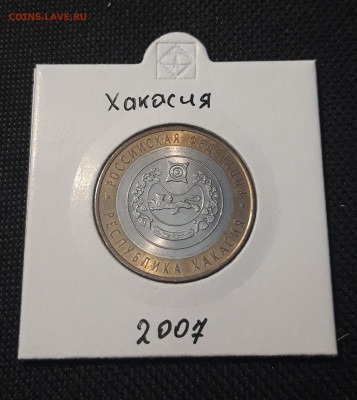 COINS.LAVE.RU
Хакасия
РОССИЙСКАЯ ФЕДЕРАЦИЯ
РЕСПУБЛИКА ХАКАСИЯ
2007